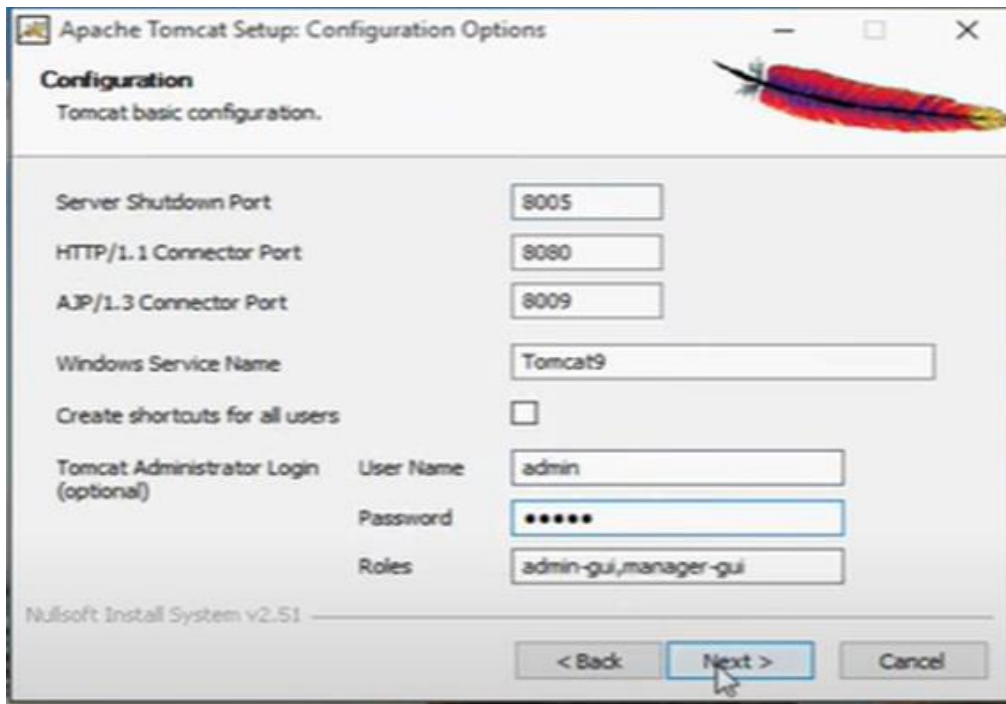 Apache Tomcat Setup: Configuration Options
Configuration
Tomcat basic configuration.
Server Shutdown Port 8005
HTTP/1.1 Connector Port 8080
AJP/1.3 Connector Port 8009
Windows Service Name Tomcat9
Create shortcuts for all users
Tomcat Administrator Login User Name admin
(optional)
Password •••••
Roles admin-gui,manager-gui
Nullsoft Install System v2.51
< Back Next > Cancel